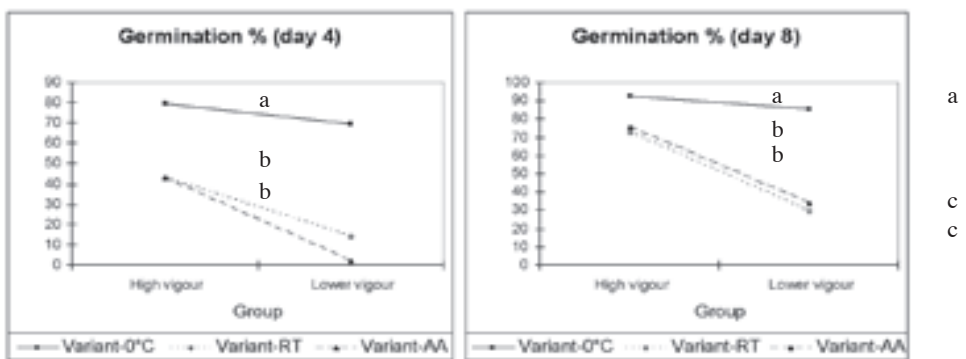 Germination % (day 4)
90
80
70
60
50
40
30
20
10
0
a
b
b
High vigour Lower vigour
Group
Variant-0°C Variant-RT Variant-AA
Germination % (day 8)
100
90
80
70
60
50
40
30
20
10
0
a
b
b
High vigour Lower vigour
Group
Variant-0°C Variant-RT Variant-AA
a
c
c